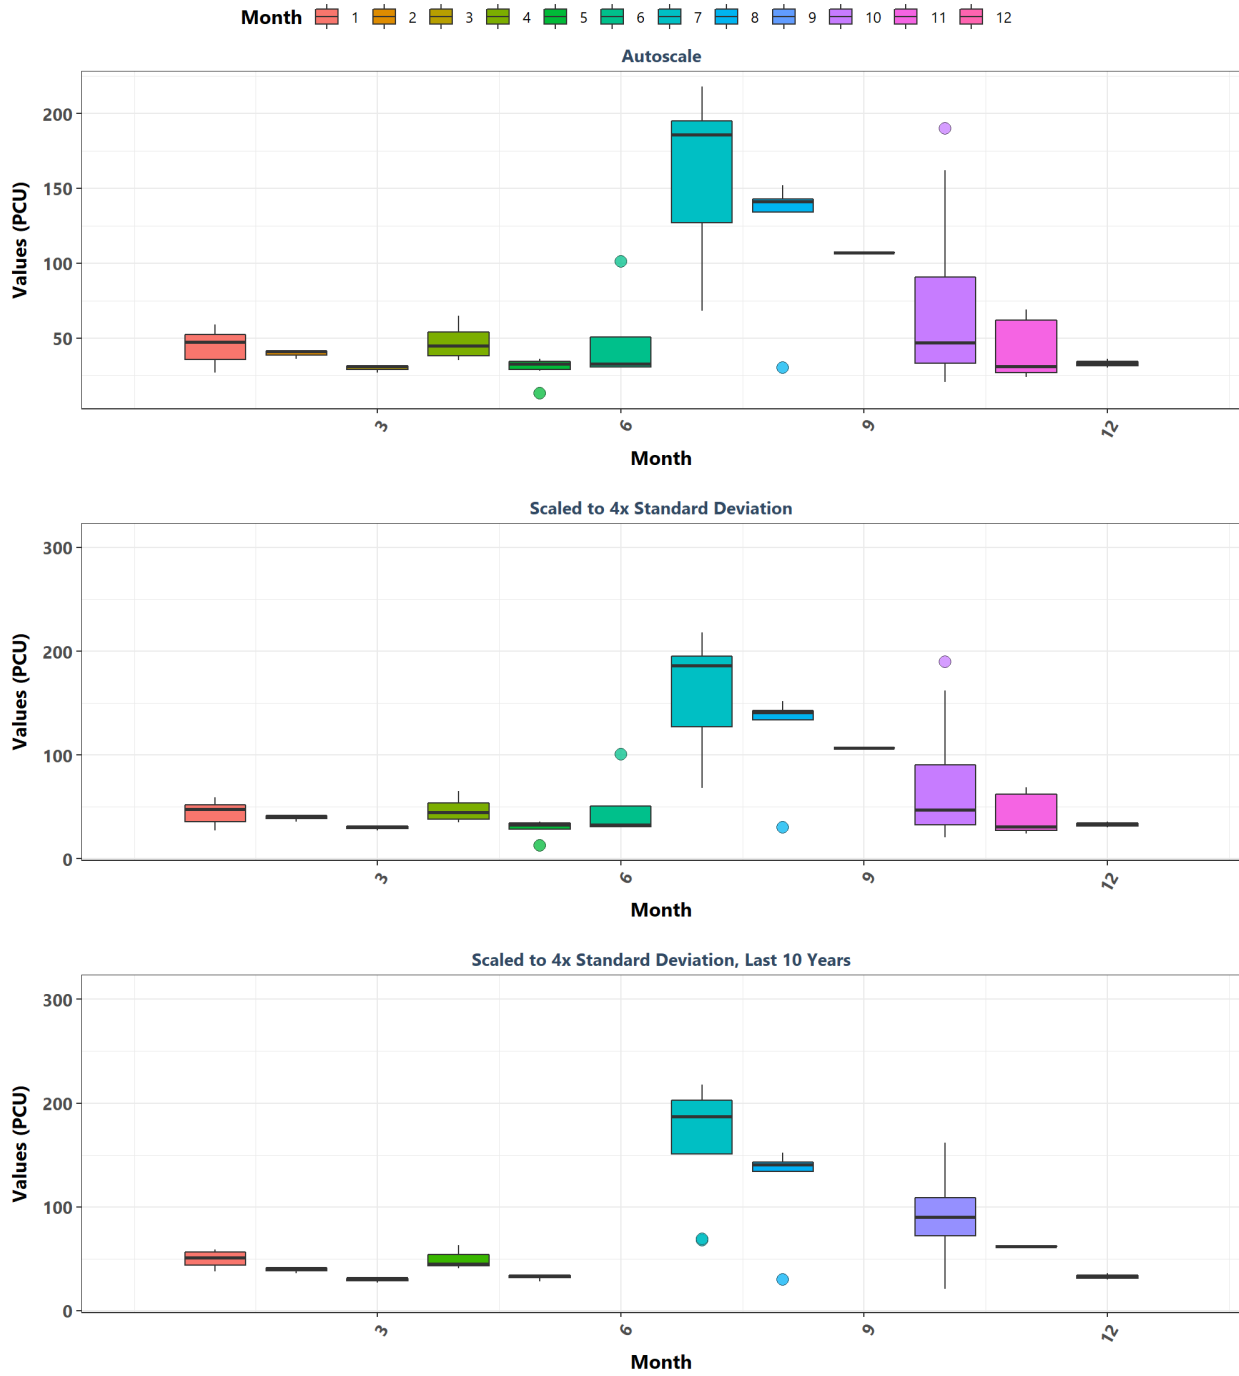 Month 1 2 3 4 5 6 7 8 9 10 11 12
Autoscale
Values (PCU)
200
150
100
50
3 6 9 12
Month
Scaled to 4x Standard Deviation
Values (PCU)
300
200
100
0
3 6 9 12
Month
Scaled to 4x Standard Deviation, Last 10 Years
Values (PCU)
300
200
100
0
3 6 9 12
Month